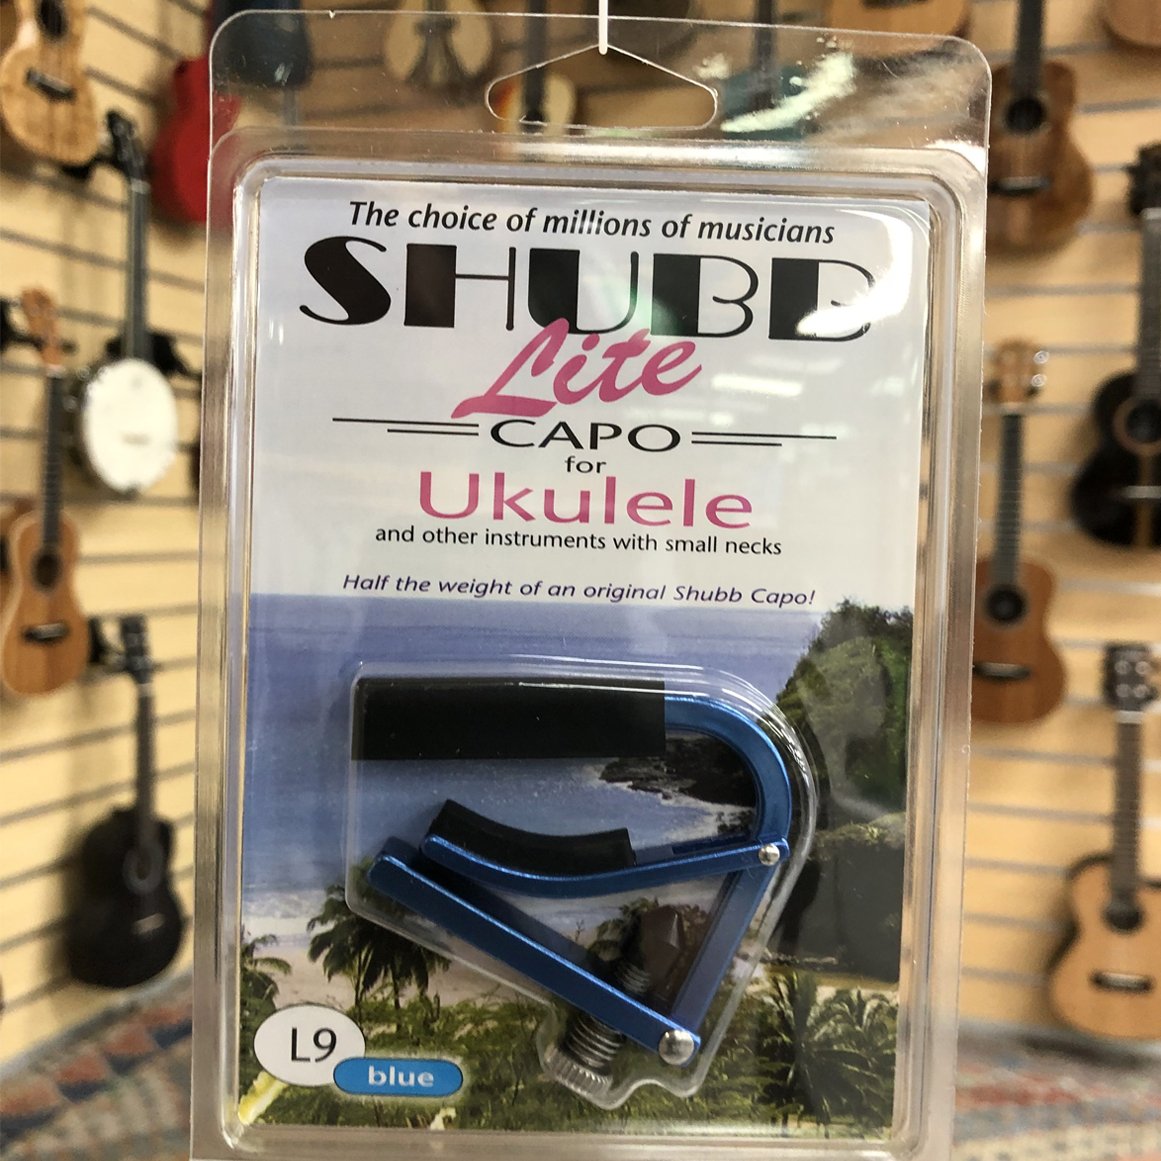 The choice of millions of musicians
SHUBB
Lite
CAPO
for
Ukulele
and other instruments with small necks
Half the weight of an original Shubb Capo!
L9
blue